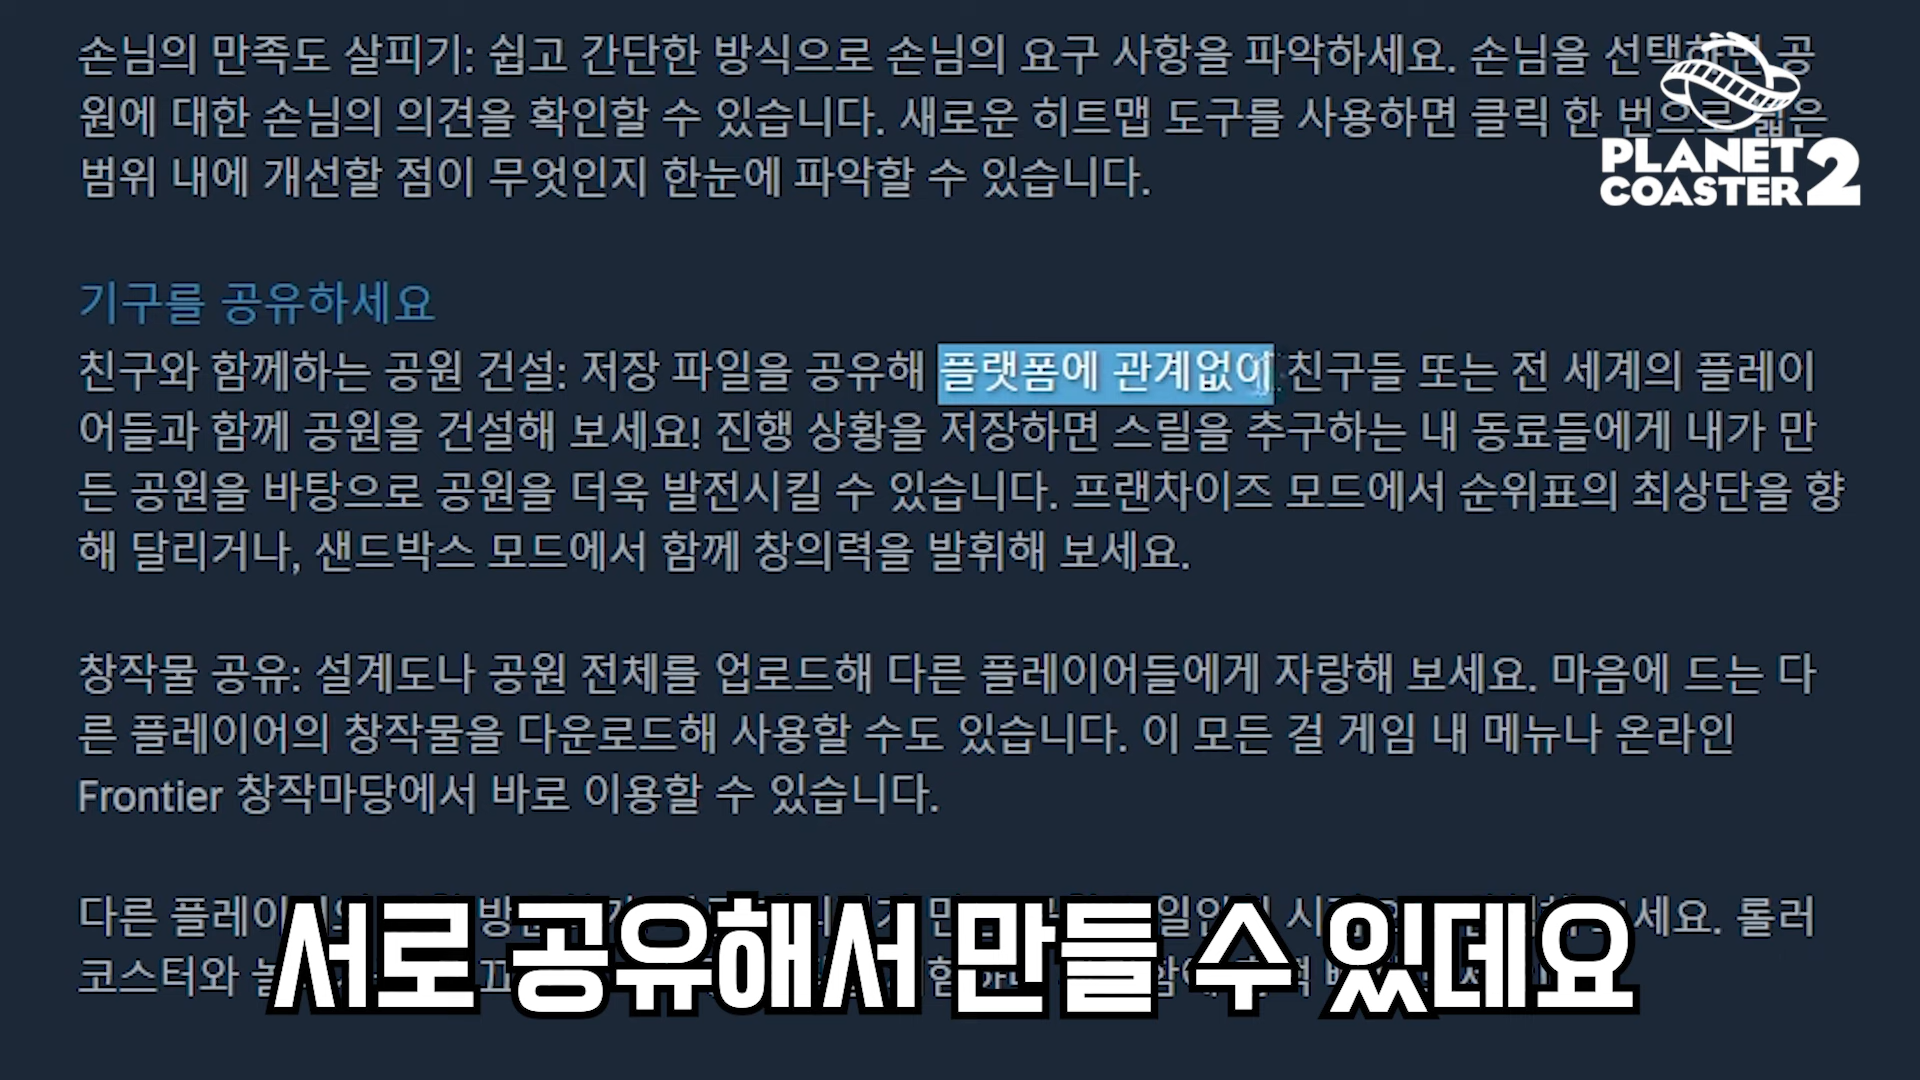 손님의 만족도 살피기: 쉽고 간단한 방식으로 손님의 요구 사항을 파악하세요. 손님을 선택하면 공
원에 대한 손님의 의견을 확인할 수 있습니다. 새로운 히트맵 도구를 사용하면 클릭 한 번으로 넓은
범위 내에 개선할 점이 무엇인지 한눈에 파악할 수 있습니다.
PLANET
COASTER 2
기구를 공유하세요
친구와 함께하는 공원 건설: 저장 파일을 공유해 플랫폼에 관계없이 친구들 또는 전 세계의 플레이
어들과 함께 공원을 건설해 보세요! 진행 상황을 저장하면 스릴을 추구하는 내 동료들에게 내가 만
든 공원을 바탕으로 공원을 더욱 발전시킬 수 있습니다. 프랜차이즈 모드에서 순위표의 최상단을 향
해 달리거나, 샌드박스 모드에서 함께 창의력을 발휘해 보세요.
창작물 공유: 설계도나 공원 전체를 업로드해 다른 플레이어들에게 자랑해 보세요. 마음에 드는 다
른 플레이어의 창작물을 다운로드해 사용할 수도 있습니다. 이 모든 걸 게임 내 메뉴나 온라인
Frontier 창작마당에서 바로 이용할 수 있습니다.
다른 롤러
코스터와
서로 공유해서 만들 수 있데요